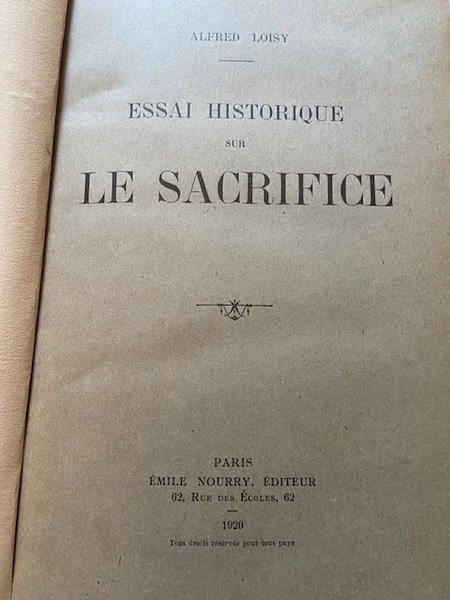 ALFRED LOISY
ESSAI HISTORIQUE
SUR
LE SACRIFICE
PARIS
ÉMILE NOURRY, ÉDITEUR
62, RUE DES ÉCOLES, 62
1920
Tous droits réservés pour tous pays